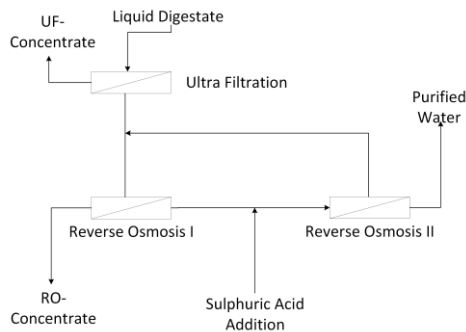 UF-
Concentrate
Liquid Digestate
Ultra Filtration
Purified
Water
Reverse Osmosis I
Reverse Osmosis II
RO-
Concentrate
Sulphuric Acid
Addition